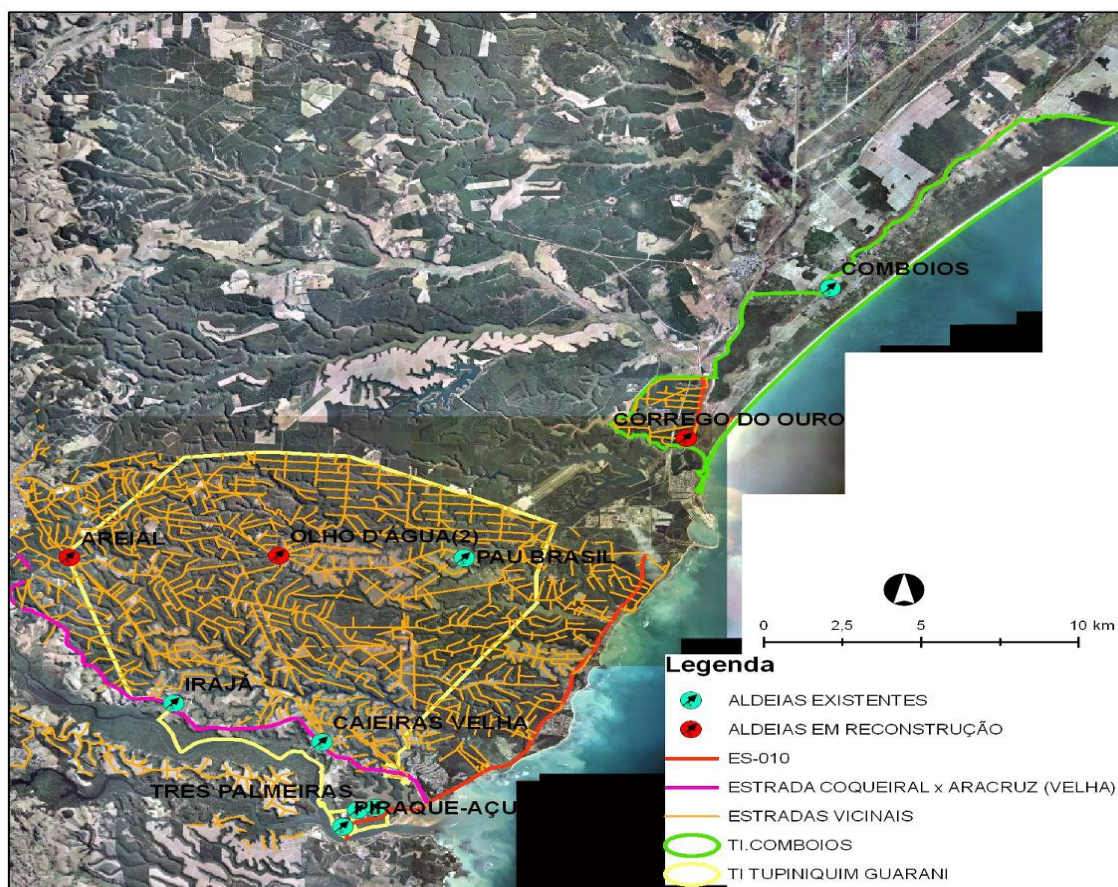 COMBOIOS
CÓRREGO DO OURO
AREIAL
OLHO D'ÁGUA(2)
PAU BRASIL
IRAJÁ
CAIEIRAS VELHA
TRÊS PALMEIRAS
PIRAQUE-AÇU
0 2,5 5 10 km
Legenda
ALDEIAS EXISTENTES
ALDEIAS EM RECONSTRUÇÃO
ES-010
ESTRADA COQUEIRAL x ARACRUZ (VELHA)
ESTRADAS VICINAIS
TI.COMBOIOS
TI TUPINIQUIM GUARANI